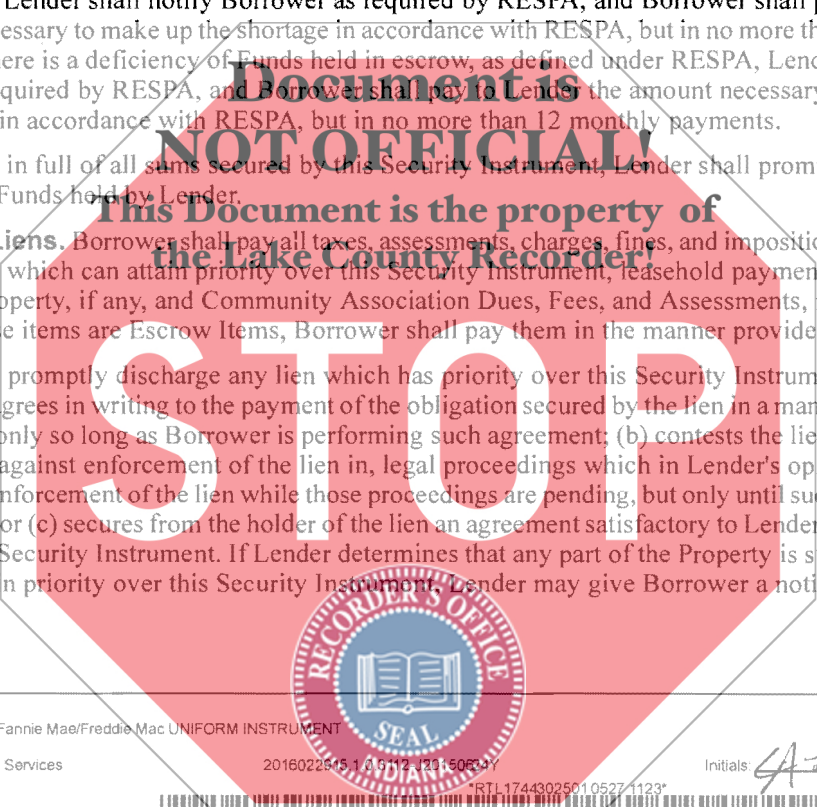 Lender shall notify Borrower as required by RESPA, and Borrower shall p
essary to make up the shortage in accordance with RESPA, but in no more th
ere is a deficiency of Funds held in escrow, as defined under RESPA, Lend
quired by RESPA, and Borrower shall pay to Lender the amount necessary
in accordance with RESPA, but in no more than 12 monthly payments.
Document is
NOT OFFICIAL!
in full of all sums secured by this Security Instrument, Lender shall prom
Funds held by Lender.
This Document is the property of
the Lake County Recorder!
iens. Borrower shall pay all taxes, assessments, charges, fines, and impositio
which can attain priority over this Security Instrument, leasehold paymen
operty, if any, and Community Association Dues, Fees, and Assessments,
e items are Escrow Items, Borrower shall pay them in the manner provide
STOP
promptly discharge any lien which has priority over this Security Instrum
grees in writing to the payment of the obligation secured by the lien in a man
only so long as Borrower is performing such agreement; (b) contests the lie
against enforcement of the lien in, legal proceedings which in Lender's op
nforcement of the lien while those proceedings are pending, but only until su
or (c) secures from the holder of the lien an agreement satisfactory to Lender
Security Instrument. If Lender determines that any part of the Property is s
n priority over this Security Instrument, Lender may give Borrower a noti
RECORDER'S OFFICE
SEAL
INDIANA
Fannie Mae/Freddie Mac UNIFORM INSTRUMENT
Services
Initials: